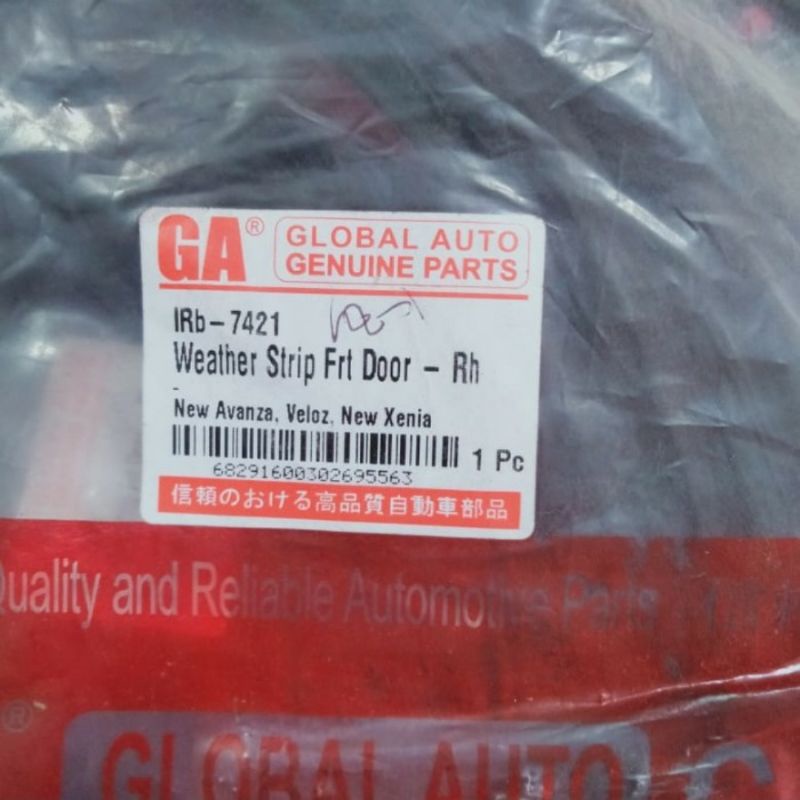 GA® GLOBAL AUTO
GENUINE PARTS
IRb-7421
Weather Strip Frt Door - Rh
-
New Avanza, Veloz, New Xenia
1 Pc
68291600302695563
信頼のおける高品質自動車部品
Quality and Reliable Automotive Parts
®
GLOBAL AUTO G